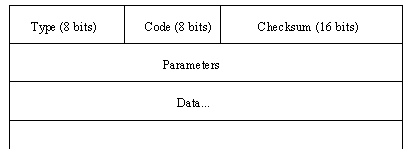 Type (8 bits) Code (8 bits) Checksum (16 bits)
Parameters
Data...